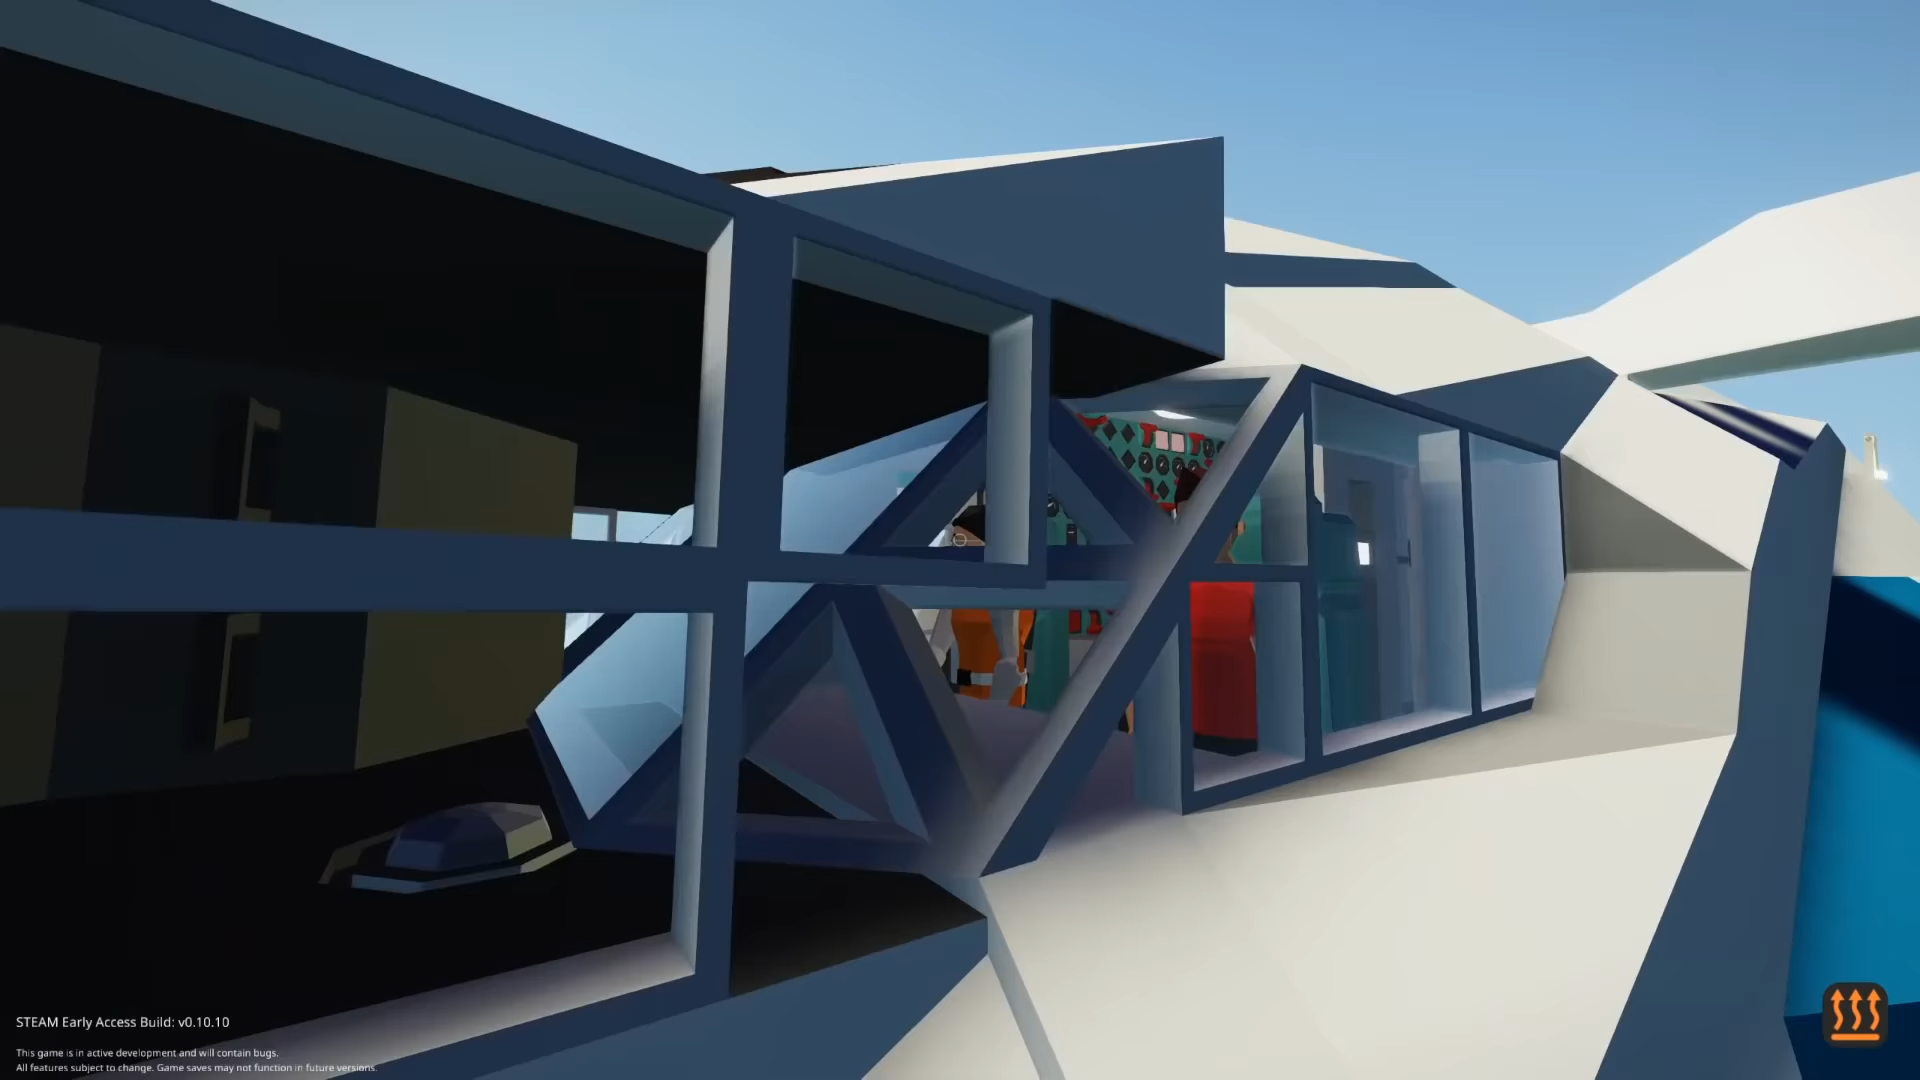 STEAM Early Access Build: v0.10.10
This game is in active development and will contain bugs.
All features subject to change. Game saves may not function in future versions.